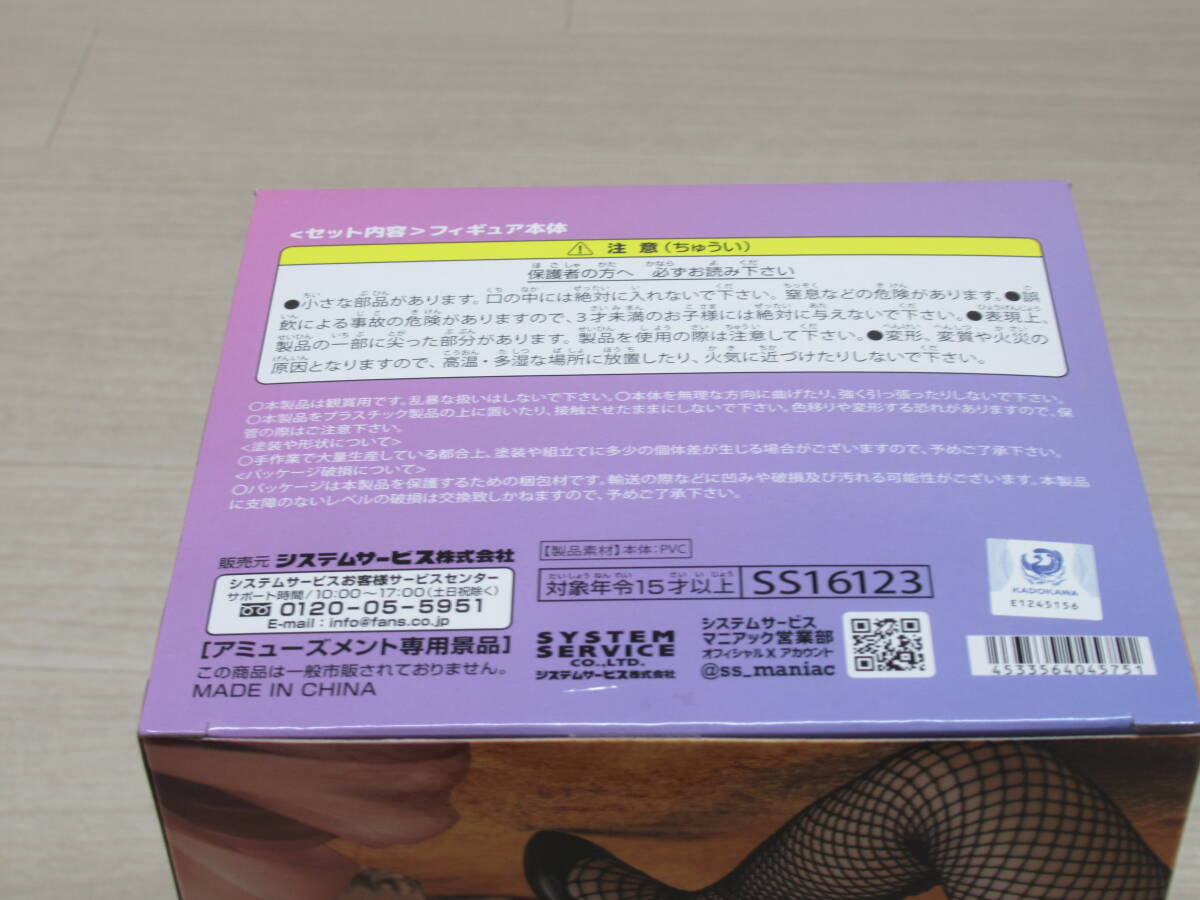 <セット内容>フィギュア本体
⚠ 注意(ちゅうい)
保護者の方へ 必ずお読み下さい
●小さな部品があります。口の中には絶対に入れないで下さい。窒息などの危険があります。●誤
飲による事故の危険がありますので、3才未満のお子様には絶対に与えないで下さい。●表現上、
製品の一部に尖った部分があります。製品を使用の際は注意して下さい。●変形、変質や火災の
原因となりますので、高温・多湿な場所に放置したり、火気に近づけたりしないで下さい。
○本製品は観賞用です。乱暴な扱いはしないで下さい。○本体を無理な方向に曲げたり、強く引っ張ったりしないで下さい。
○本製品をプラスチック製品の上に置いたり、接触させたままにしないで下さい。色移りや変形する恐れがありますので、保
管の際はご注意下さい。
<塗装や形状について>
○手作業で大量生産している都合上、塗装や組立てに多少の個体差が生じる場合がございますので、予めご了承下さい。
<パッケージ破損について>
○パッケージは本製品を保護するための梱包材です。輸送の際などに凹みや破損及び汚れる可能性がございます。本製品
に支障のないレベルの破損は交換致しかねますので、予めご了承下さい。
販売元 システムサービス株式会社
システムサービスお客様サービスセンター
サポート時間/10:00〜17:00(土日祝除く)
0120-05-5951
E-mail:info@fans.co.jp
[アミューズメント専用景品]
この商品は一般市販されておりません。
MADE IN CHINA
【製品素材】本体:PVC
対象年令15才以上
SS16123
SYSTEM
SERVICE
CO.,LTD.
システムサービス株式会社
システムサービス
マニアック営業部
オフィシャル X アカウント
@ss_maniac
KADOKAWA
E1245156
4533564045751